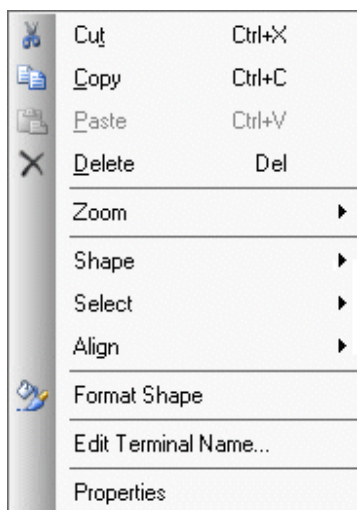 Cut Ctrl+X
Copy Ctrl+C
Paste Ctrl+V
Delete Del
Zoom
Shape
Select
Align
Format Shape
Edit Terminal Name...
Properties